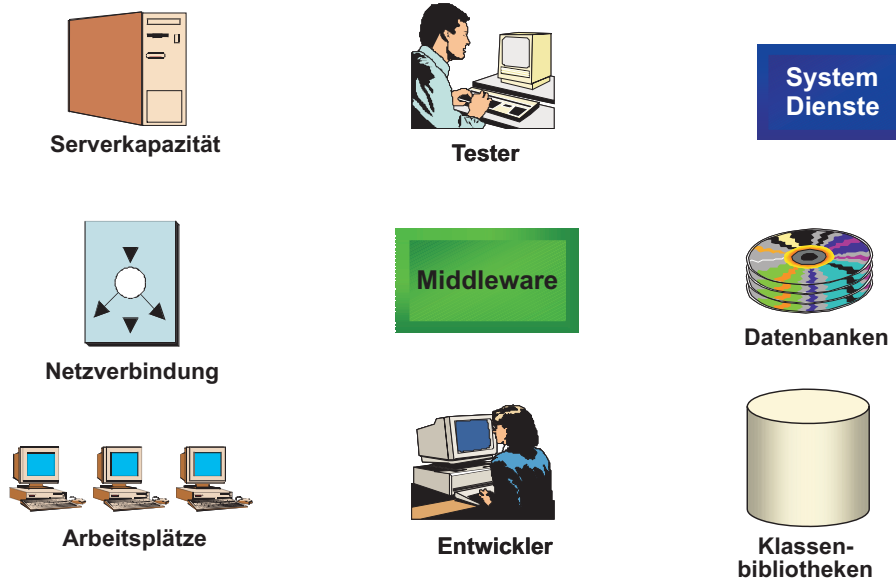 Serverkapazität
Tester
System
Dienste
Netzverbindung
Middleware
Datenbanken
Arbeitsplätze
Entwickler
Klassen-
bibliotheken